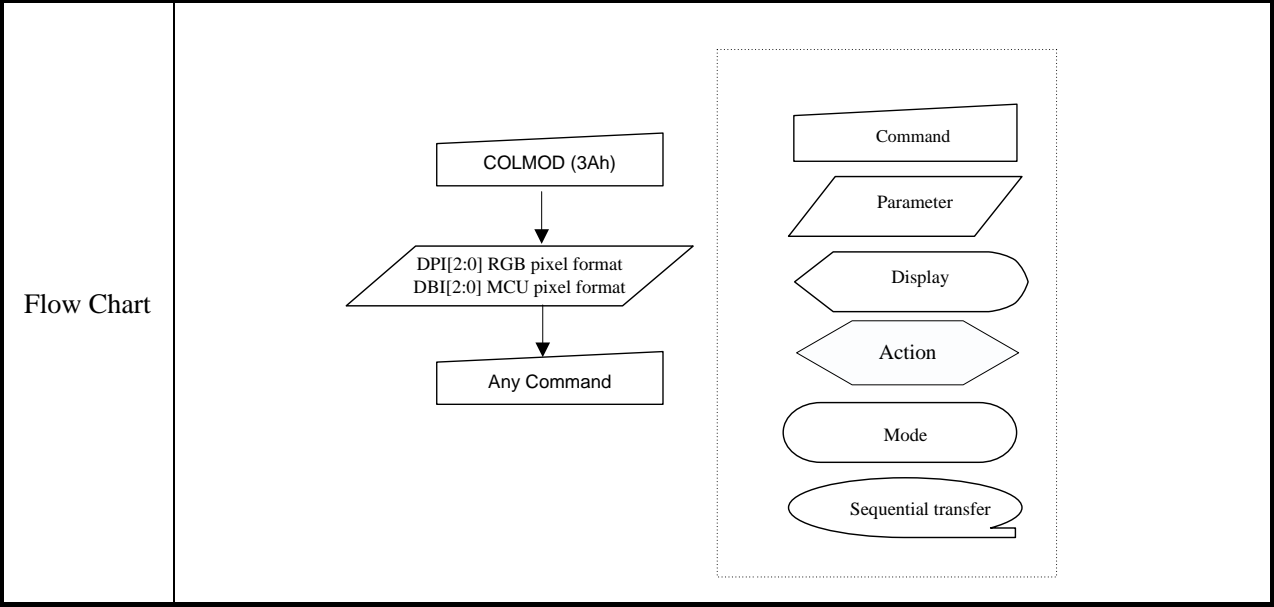 Flow Chart
COLMOD (3Ah)
DPI[2:0] RGB pixel format
DBI[2:0] MCU pixel format
Any Command
Command
Parameter
Display
Action
Mode
Sequential transfer